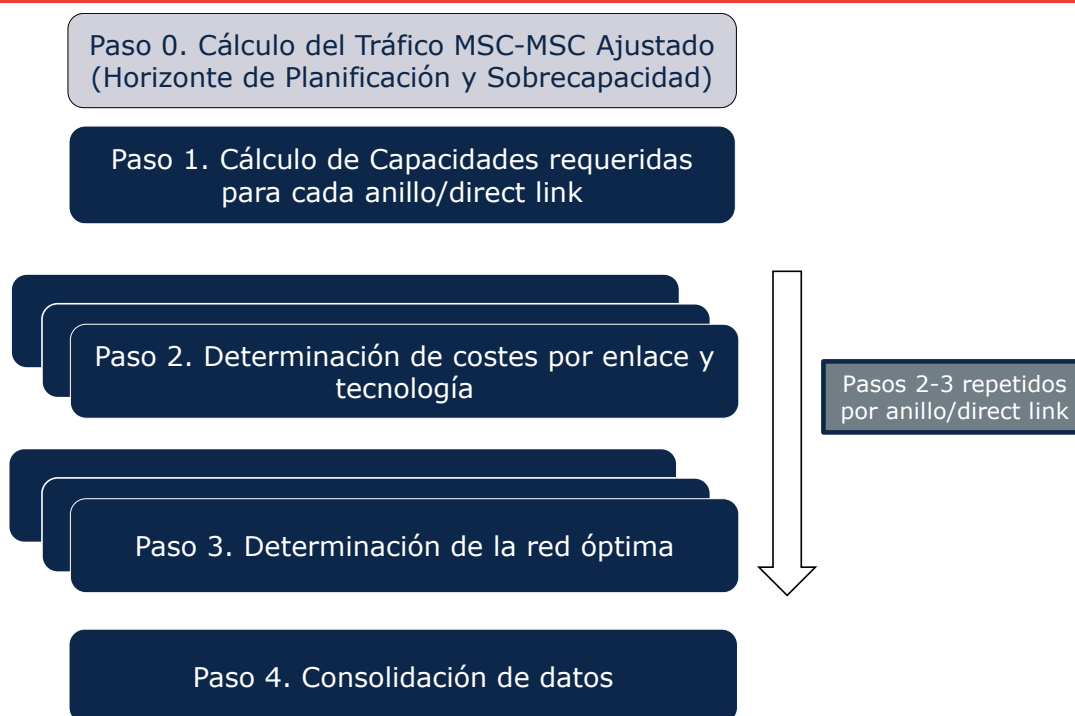 Paso 0. Cálculo del Tráfico MSC-MSC Ajustado
(Horizonte de Planificación y Sobrecapacidad)
Paso 1. Cálculo de Capacidades requeridas
para cada anillo/direct link
Paso 2. Determinación de costes por enlace y
tecnología
Pasos 2-3 repetidos
por anillo/direct link
Paso 3. Determinación de la red óptima
Paso 4. Consolidación de datos